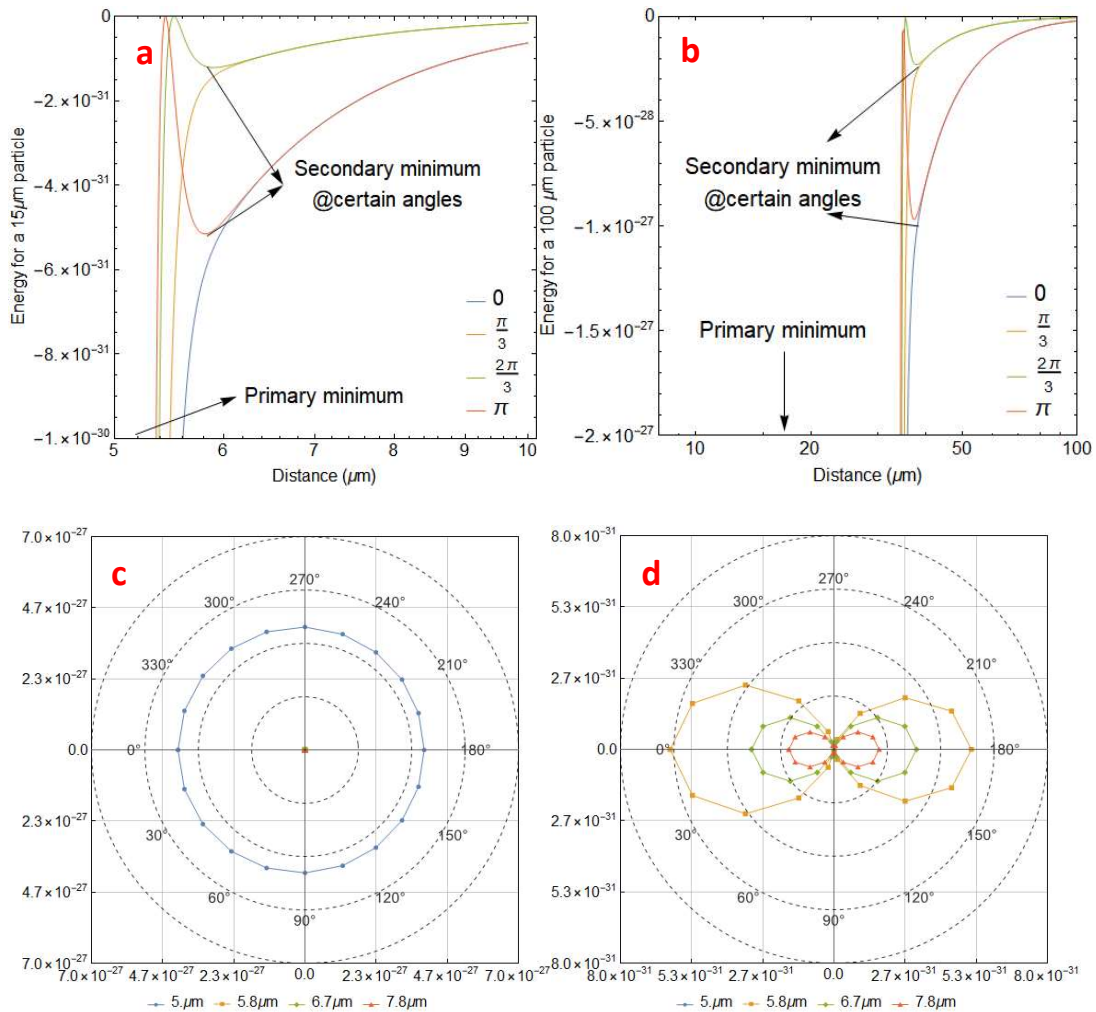 a
Energy for a 15µm particle
0
−2.×10−31
−4.×10−31
−6.×10−31
−8.×10−31
−1.×10−30
Secondary minimum
@certain angles
Primary minimum
0
π/3
2π/3
π
5 6 7 8 9 10
Distance (µm)
b
Energy for a 100 µm particle
0
−5.×10−28
−1.×10−27
−1.5×10−27
−2.×10−27
Secondary minimum
@certain angles
Primary minimum
0
π/3
2π/3
π
10 20 50 100
Distance (µm)
c
7.0×10−27
4.7×10−27
2.3×10−27
0.0
2.3×10−27
4.7×10−27
7.0×10−27
270°
300° 240°
330° 210°
0° 180°
30° 150°
60° 120°
90°
7.0×10−27 4.7×10−27 2.3×10−27 0.0 2.3×10−27 4.7×10−27 7.0×10−27
5.µm 5.8µm 6.7µm 7.8µm
d
8.0×10−31
5.3×10−31
2.7×10−31
0.0
2.7×10−31
5.3×10−31
8.0×10−31
270°
300° 240°
330° 210°
0° 180°
30° 150°
60° 120°
90°
8.0×10−31 5.3×10−31 2.7×10−31 0.0 2.7×10−31 5.3×10−31 8.0×10−31
5.µm 5.8µm 6.7µm 7.8µm